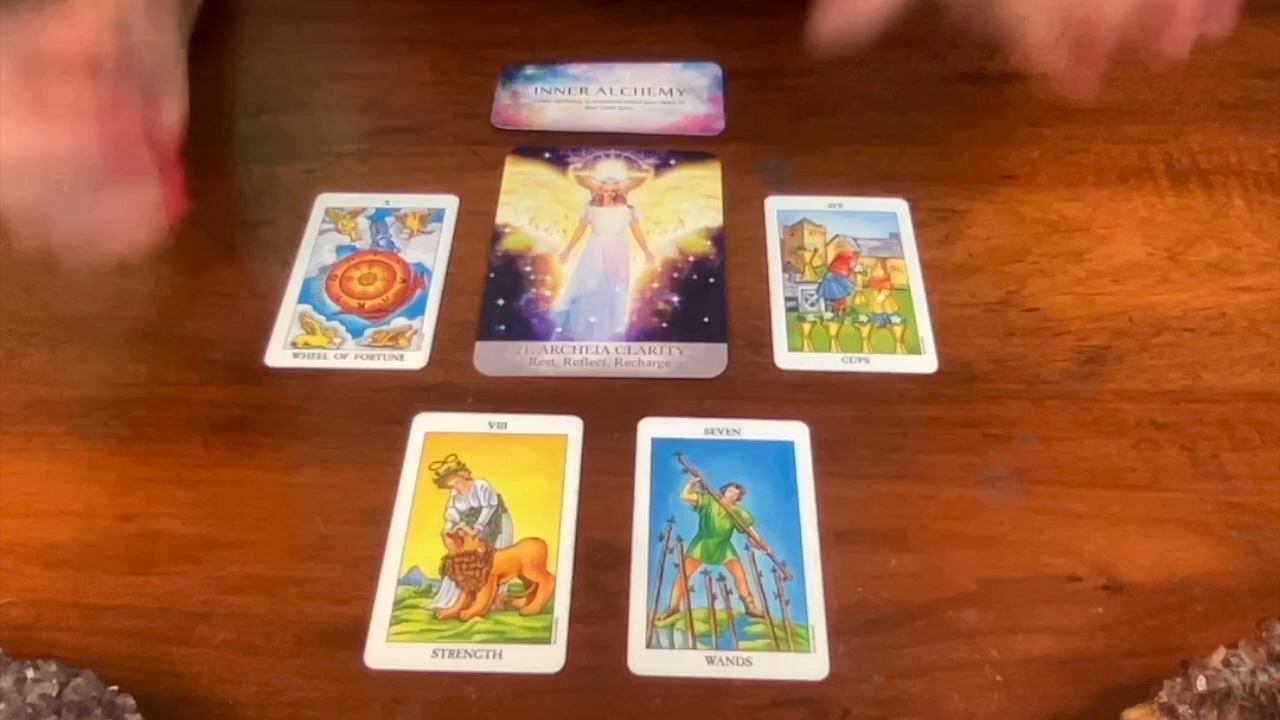 INNER ALCHEMY
X
WHEEL OF FORTUNE
21. ARCHEIA CLARITY
Rest, Reflect, Recharge
SIX
CUPS
VIII
STRENGTH
SEVEN
WANDS